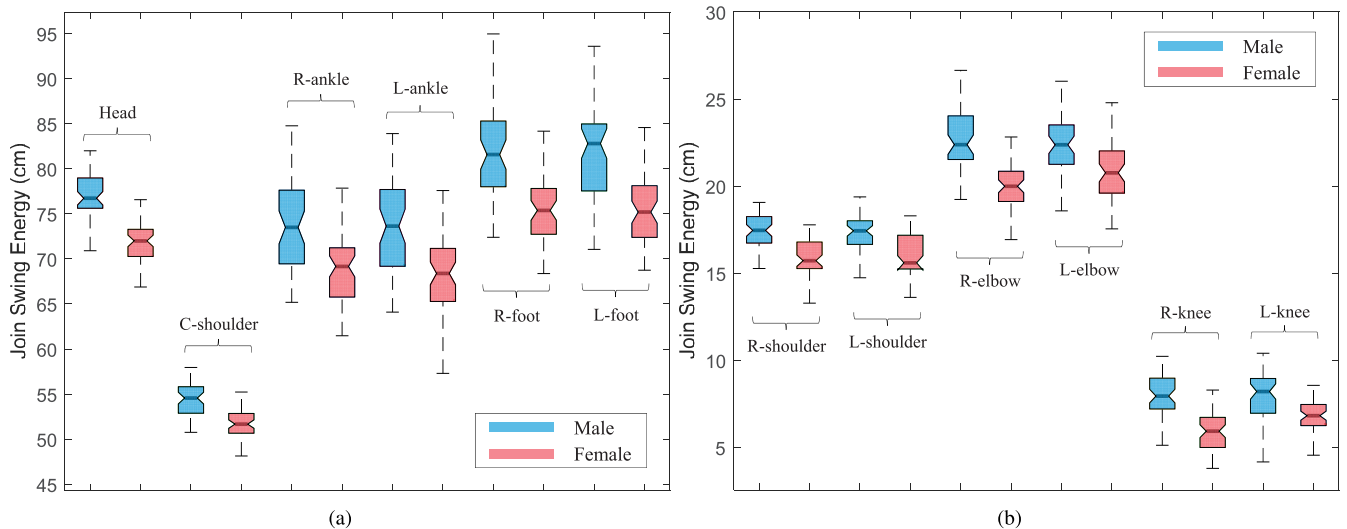 Join Swing Energy (cm)
95
90
85
80
75
70
65
60
55
50
45
Head
C-shoulder
R-ankle
L-ankle
R-foot
L-foot
Male
Female
(a)
Join Swing Energy (cm)
30
25
20
15
10
5
Male
Female
R-shoulder
L-shoulder
R-elbow
L-elbow
R-knee
L-knee
(b)